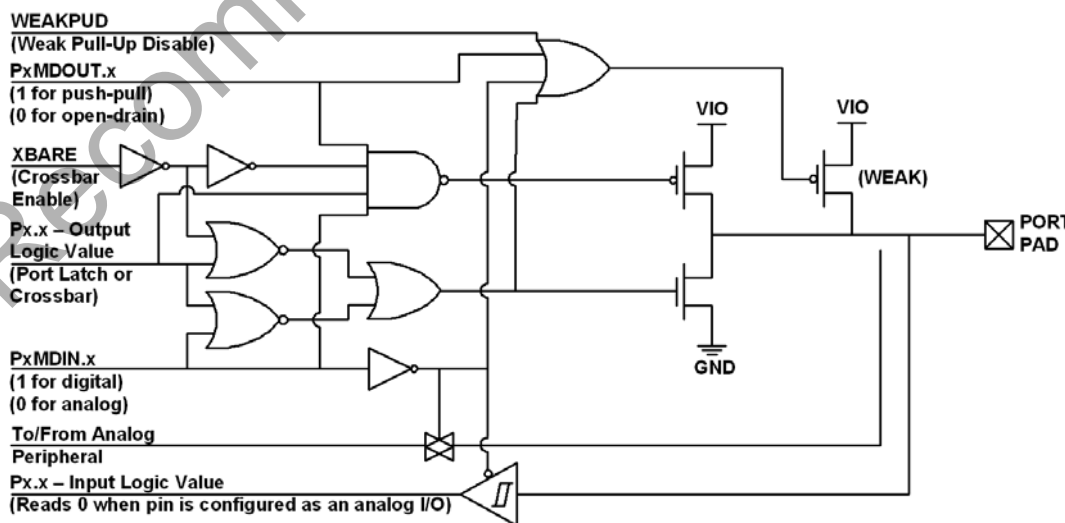 WEAKPUD
(Weak Pull-Up Disable)
PxMDOUT.x
(1 for push-pull)
(0 for open-drain)
XBARE
(Crossbar
Enable)
Px.x – Output
Logic Value
(Port Latch or
Crossbar)
PxMDIN.x
(1 for digital)
(0 for analog)
To/From Analog
Peripheral
Px.x – Input Logic Value
(Reads 0 when pin is configured as an analog I/O)
VIO
VIO
(WEAK)
PORT
PAD
GND
Recom